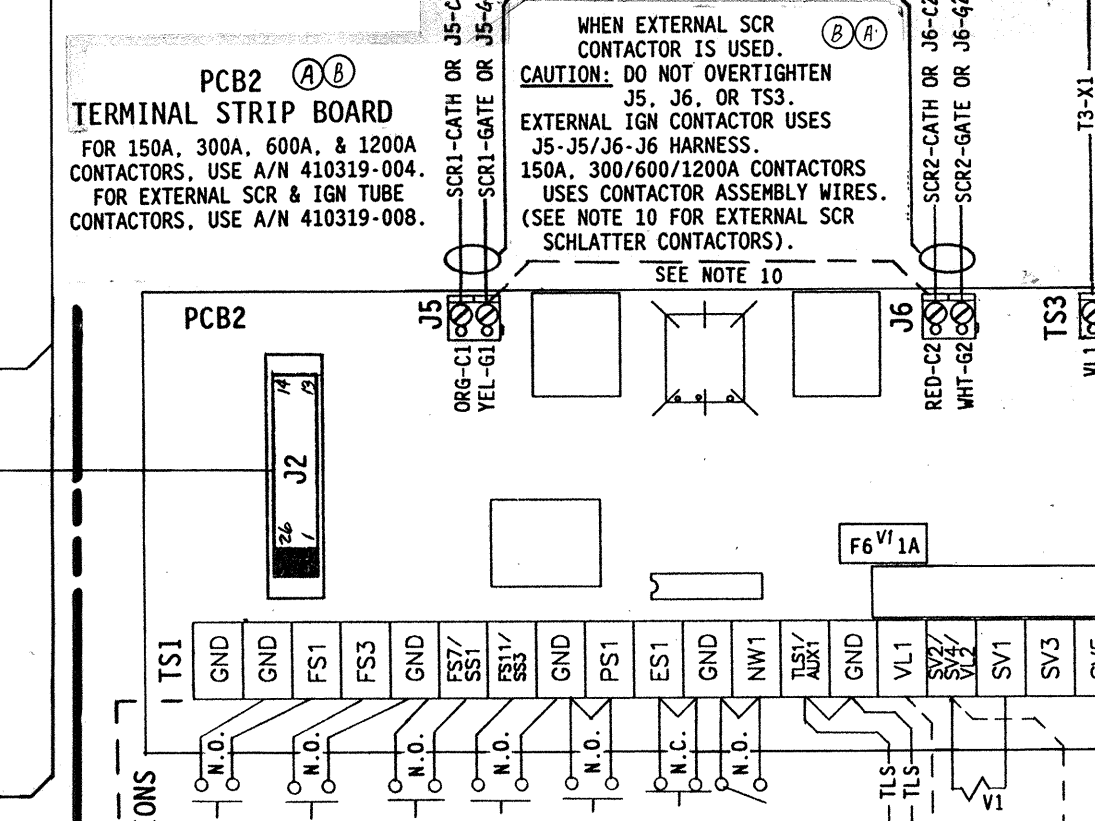 SCR1-CATH OR J5-C
SCR1-GATE OR J5-G
WHEN EXTERNAL SCR
CONTACTOR IS USED.
B A
CAUTION: DO NOT OVERTIGHTEN
J5, J6, OR TS3.
EXTERNAL IGN CONTACTOR USES
J5-J5/J6-J6 HARNESS.
150A, 300/600/1200A CONTACTORS
USES CONTACTOR ASSEMBLY WIRES.
(SEE NOTE 10 FOR EXTERNAL SCR
SCHLATTER CONTACTORS).
SCR2-CATH OR J6-C2
SCR2-GATE OR J6-G2
T3-X1
PCB2 A B
TERMINAL STRIP BOARD
FOR 150A, 300A, 600A, & 1200A
CONTACTORS, USE A/N 410319-004.
FOR EXTERNAL SCR & IGN TUBE
CONTACTORS, USE A/N 410319-008.
SEE NOTE 10
PCB2
J5
ORG-C1
YEL-G1
J6
RED-C2
WHT-G2
TS3
VL1
14 13
J2
26 1
F6 V1 1A
TS1
GND
GND
FS1
FS3
GND
FS7/
SS1
FS11/
SS3
GND
PS1
ES1
GND
NW1
TLS1/
AUX1
GND
VL1
SV2/
SV4/
VL2
SV1
SV3
N.O.
N.O.
N.O.
N.O.
N.O.
N.C.
N.O.
TLS
TLS
V1
IONS